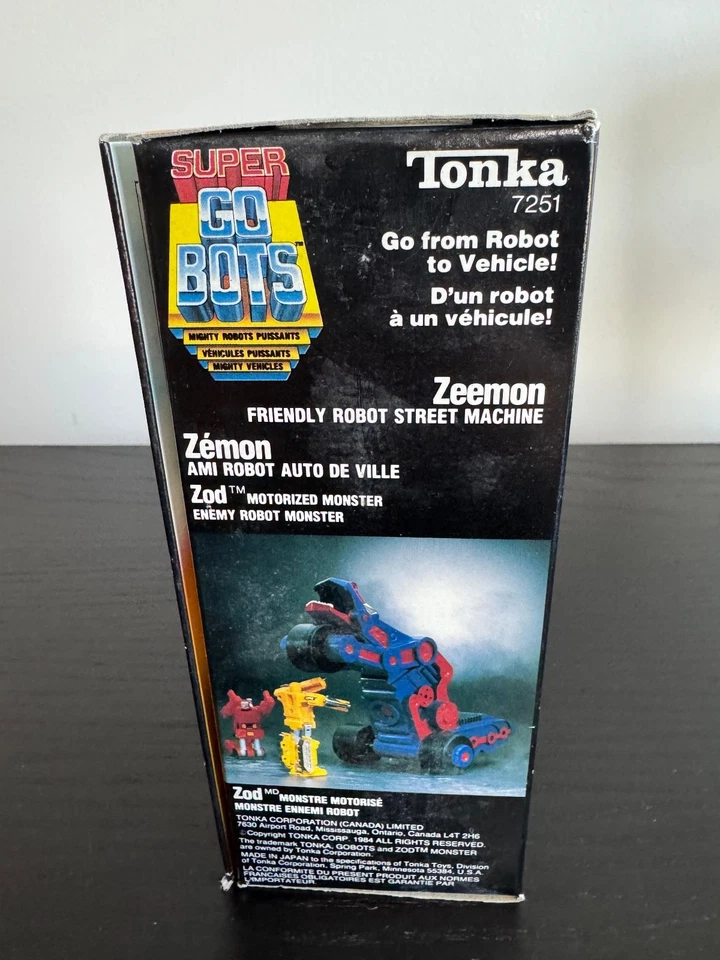 SUPER
GO
BOTS™
MIGHTY ROBOTS PUISSANTS
VÉHICULES PUISSANTS
MIGHTY VEHICLES
Tonka
7251
Go from Robot
to Vehicle!
D'un robot
à un véhicule!
Zeemon
FRIENDLY ROBOT STREET MACHINE
Zémon
AMI ROBOT AUTO DE VILLE
Zod™ MOTORIZED MONSTER
ENEMY ROBOT MONSTER
Zod MD MONSTRE MOTORISÉ
MONSTRE ENNEMI ROBOT
TONKA CORPORATION (CANADA) LIMITED
7630 Airport Road, Mississauga, Ontario, Canada L4T 2H6
©Copyright TONKA CORP. 1984 ALL RIGHTS RESERVED.
The trademark TONKA, GOBOTS and ZODTM MONSTER
are owned by Tonka Corporation.
MADE IN JAPAN to the specifications of Tonka Toys, Division
of Tonka Corporation, Spring Park, Minnesota 55384, U.S.A.
LA CONFORMITE DU PRESENT PRODUIT AUX NORMES
FRANCAISES OBLIGATOIRES EST GARANTIE PAR
L'IMPORTATEUR